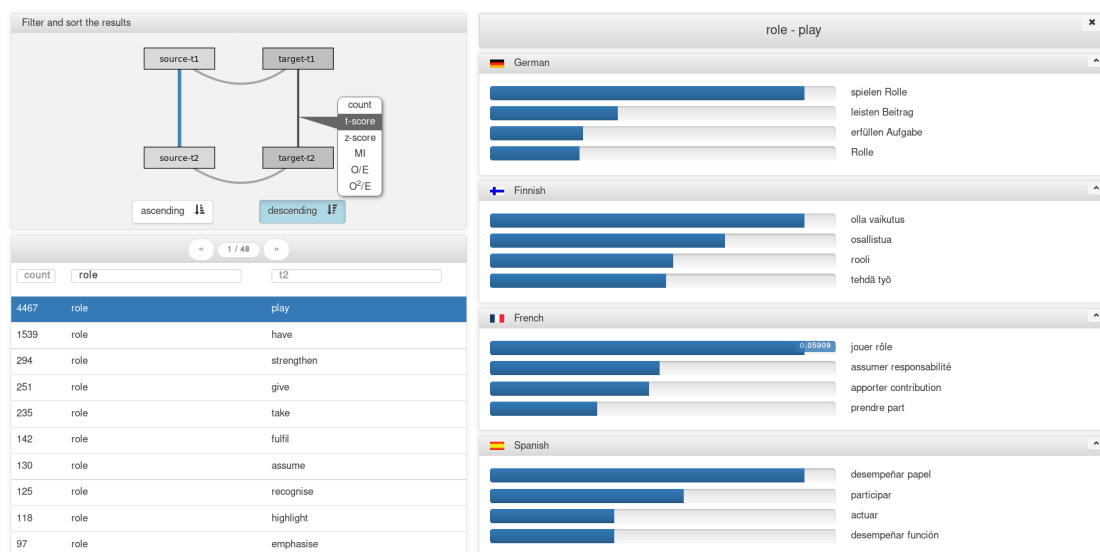 Filter and sort the results
source-t1
target-t1
count
t-score
z-score
MI
O/E
O²/E
source-t2
target-t2
ascending
descending
« 1 / 48 »
count role t2
4467 role play
1539 role have
294 role strengthen
251 role give
235 role take
142 role fulfil
130 role assume
125 role recognise
118 role highlight
97 role emphasise
role - play
German
spielen Rolle
leisten Beitrag
erfüllen Aufgabe
Rolle
Finnish
olla vaikutus
osallistua
rooli
tehdä työ
French
0,05909 jouer rôle
assumer responsabilité
apporter contribution
prendre part
Spanish
desempeñar papel
participar
actuar
desempeñar función